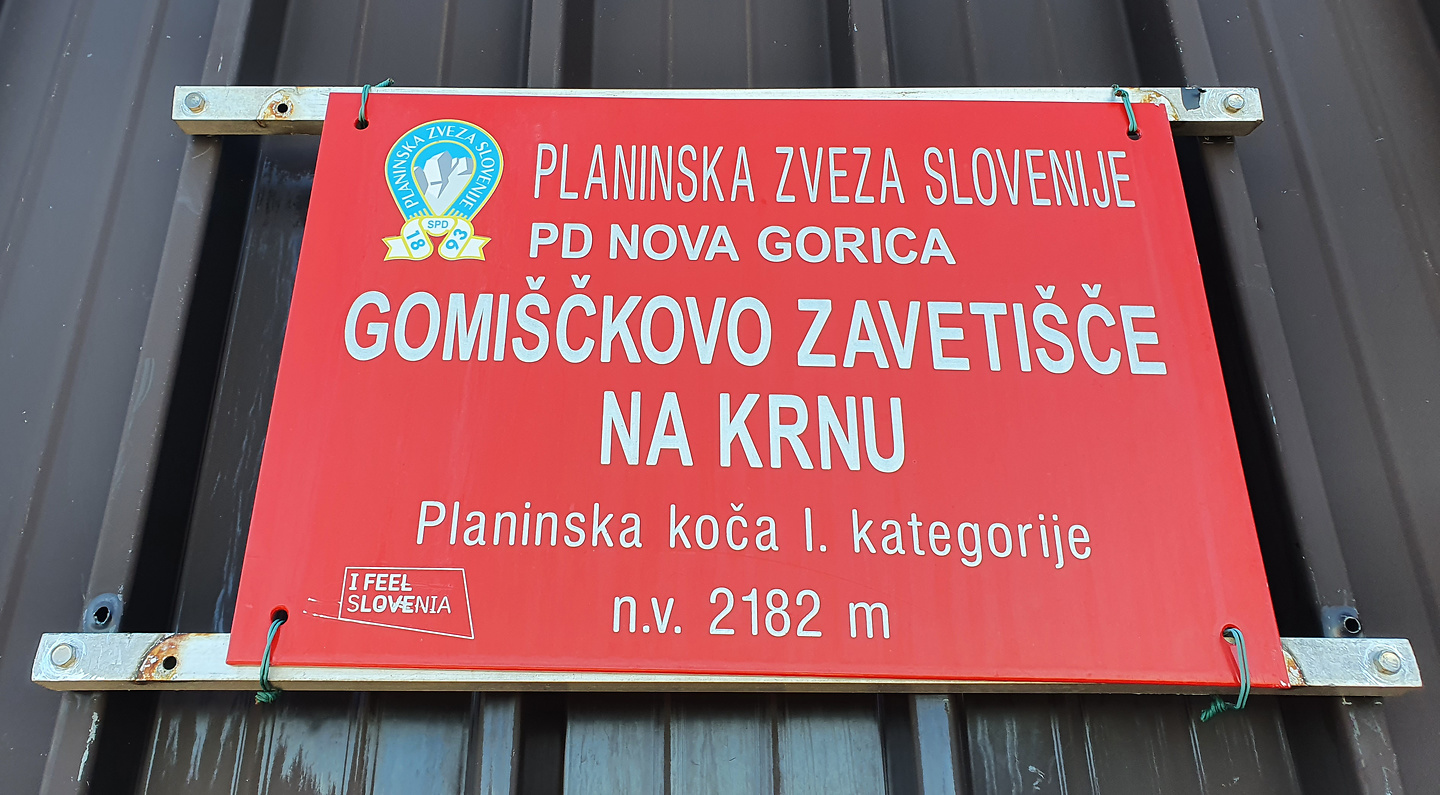 PLANINSKA ZVEZA SLOVENIJE
SPD
18 93
PLANINSKA ZVEZA SLOVENIJE
PD NOVA GORICA
GOMIŠČKOVO ZAVETIŠČE
NA KRNU
Planinska koča I. kategorije
n.v. 2182 m
I FEEL
SLOVENIA